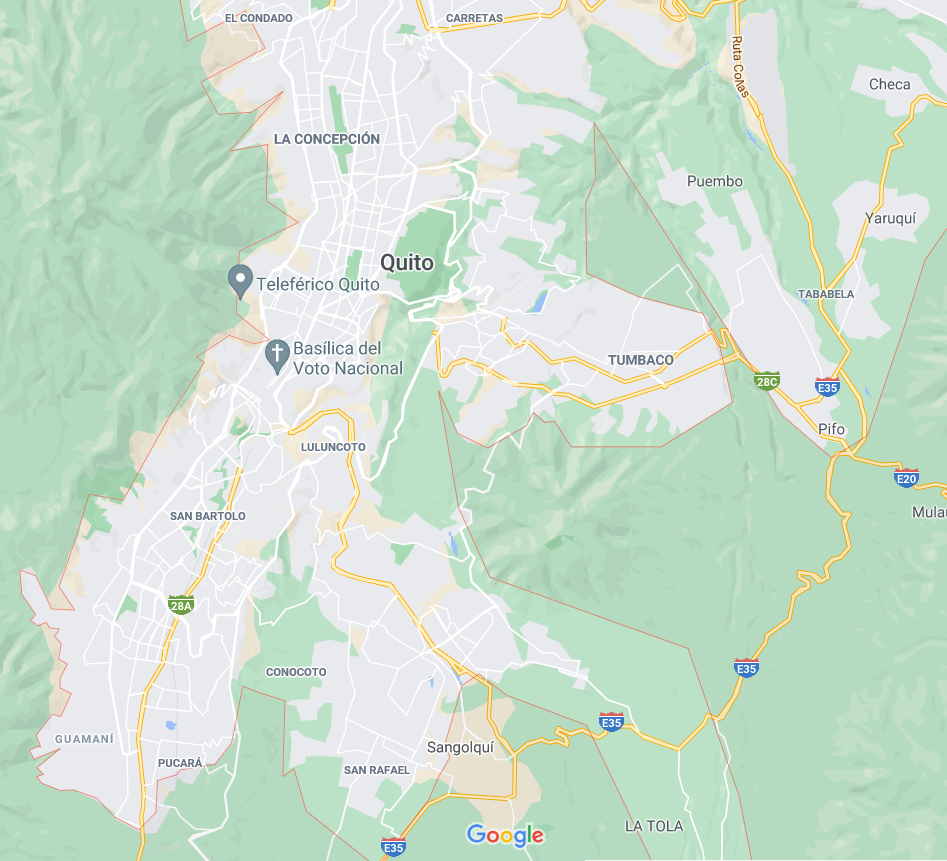 EL CONDADO
CARRETAS
Ruta Collas
Checa
LA CONCEPCIÓN
Puembo
Yaruquí
Quito
Teleférico Quito
TABABELA
Basílica del
Voto Nacional
TUMBACO
28C
E35
Pifo
LULUNCOTO
E20
SAN BARTOLO
Mulau
28A
CONOCOTO
E35
E35
GUAMANÍ
Sangolquí
PUCARÁ
SAN RAFAEL
LA TOLA
Google
E35